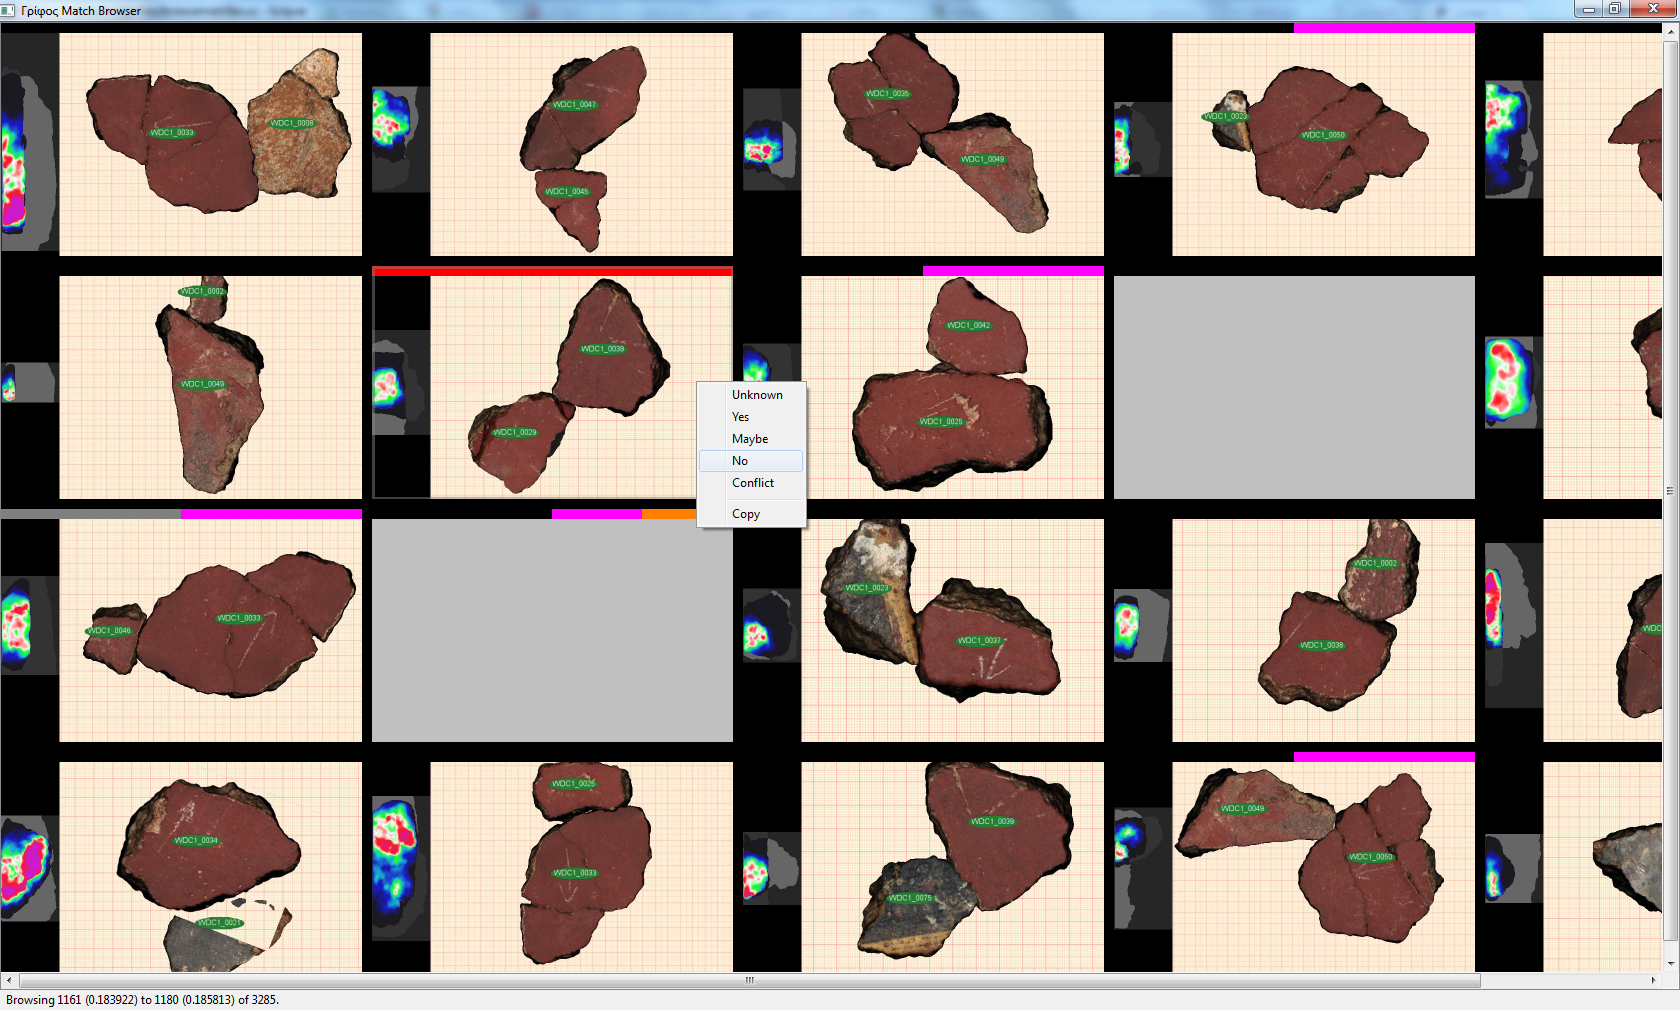 Γρίφος Match Browser
WDC1_0033
WDC1_0008
WDC1_0047
WDC1_0045
WDC1_0035
WDC1_0049
WDC1_0023
WDC1_0050
WDC1_0002
WDC1_0049
WDC1_0039
WDC1_0029
WDC1_0042
WDC1_0025
Unknown
Yes
Maybe
No
Conflict
Copy
WDC1_0046
WDC1_0033
WDC1_0023
WDC1_0037
WDC1_0002
WDC1_0038
WDC
WDC1_0034
WDC1_0021
WDC1_0025
WDC1_0033
WDC1_0039
WDC1_0075
WDC1_0049
WDC1_0050
Browsing 1161 (0.183922) to 1180 (0.185813) of 3285.